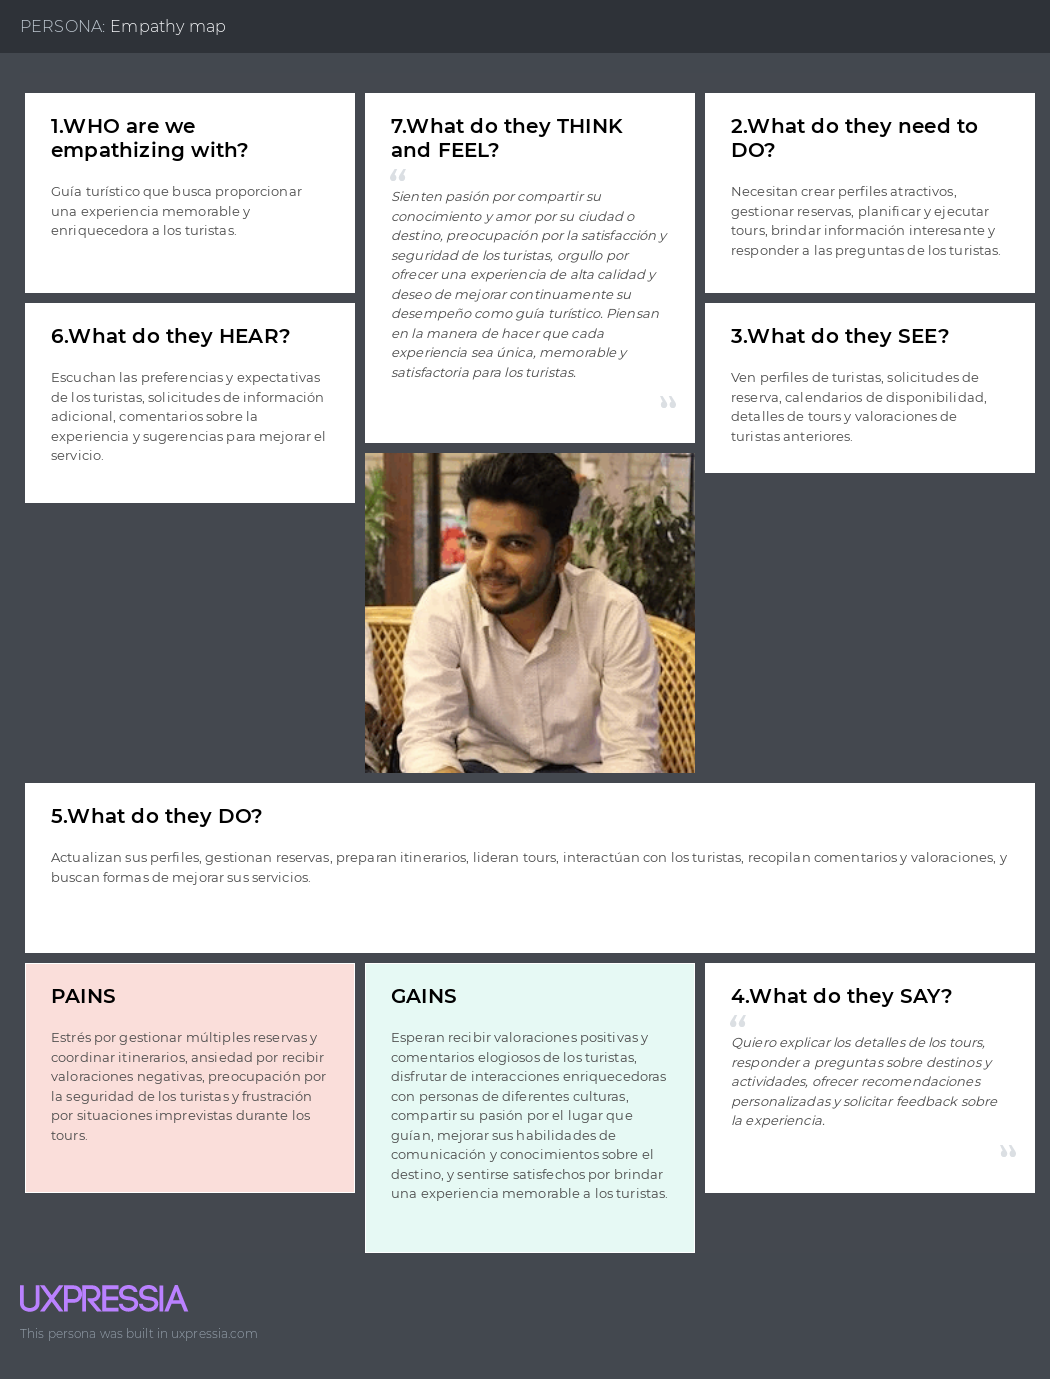 PERSONA: Empathy map
1.WHO are we
empathizing with?
Guía turístico que busca proporcionar
una experiencia memorable y
enriquecedora a los turistas.
7.What do they THINK
and FEEL?
“
Sienten pasión por compartir su
conocimiento y amor por su ciudad o
destino, preocupación por la satisfacción y
seguridad de los turistas, orgullo por
ofrecer una experiencia de alta calidad y
deseo de mejorar continuamente su
desempeño como guía turístico. Piensan
en la manera de hacer que cada
experiencia sea única, memorable y
satisfactoria para los turistas.
”
2.What do they need to
DO?
Necesitan crear perfiles atractivos,
gestionar reservas, planificar y ejecutar
tours, brindar información interesante y
responder a las preguntas de los turistas.
6.What do they HEAR?
Escuchan las preferencias y expectativas
de los turistas, solicitudes de información
adicional, comentarios sobre la
experiencia y sugerencias para mejorar el
servicio.
3.What do they SEE?
Ven perfiles de turistas, solicitudes de
reserva, calendarios de disponibilidad,
detalles de tours y valoraciones de
turistas anteriores.
5.What do they DO?
Actualizan sus perfiles, gestionan reservas, preparan itinerarios, lideran tours, interactúan con los turistas, recopilan comentarios y valoraciones, y
buscan formas de mejorar sus servicios.
PAINS
Estrés por gestionar múltiples reservas y
coordinar itinerarios, ansiedad por recibir
valoraciones negativas, preocupación por
la seguridad de los turistas y frustración
por situaciones imprevistas durante los
tours.
GAINS
Esperan recibir valoraciones positivas y
comentarios elogiosos de los turistas,
disfrutar de interacciones enriquecedoras
con personas de diferentes culturas,
compartir su pasión por el lugar que
guían, mejorar sus habilidades de
comunicación y conocimientos sobre el
destino, y sentirse satisfechos por brindar
una experiencia memorable a los turistas.
4.What do they SAY?
“
Quiero explicar los detalles de los tours,
responder a preguntas sobre destinos y
actividades, ofrecer recomendaciones
personalizadas y solicitar feedback sobre
la experiencia.
”
UXPRESSIA
This persona was built in uxpressia.com